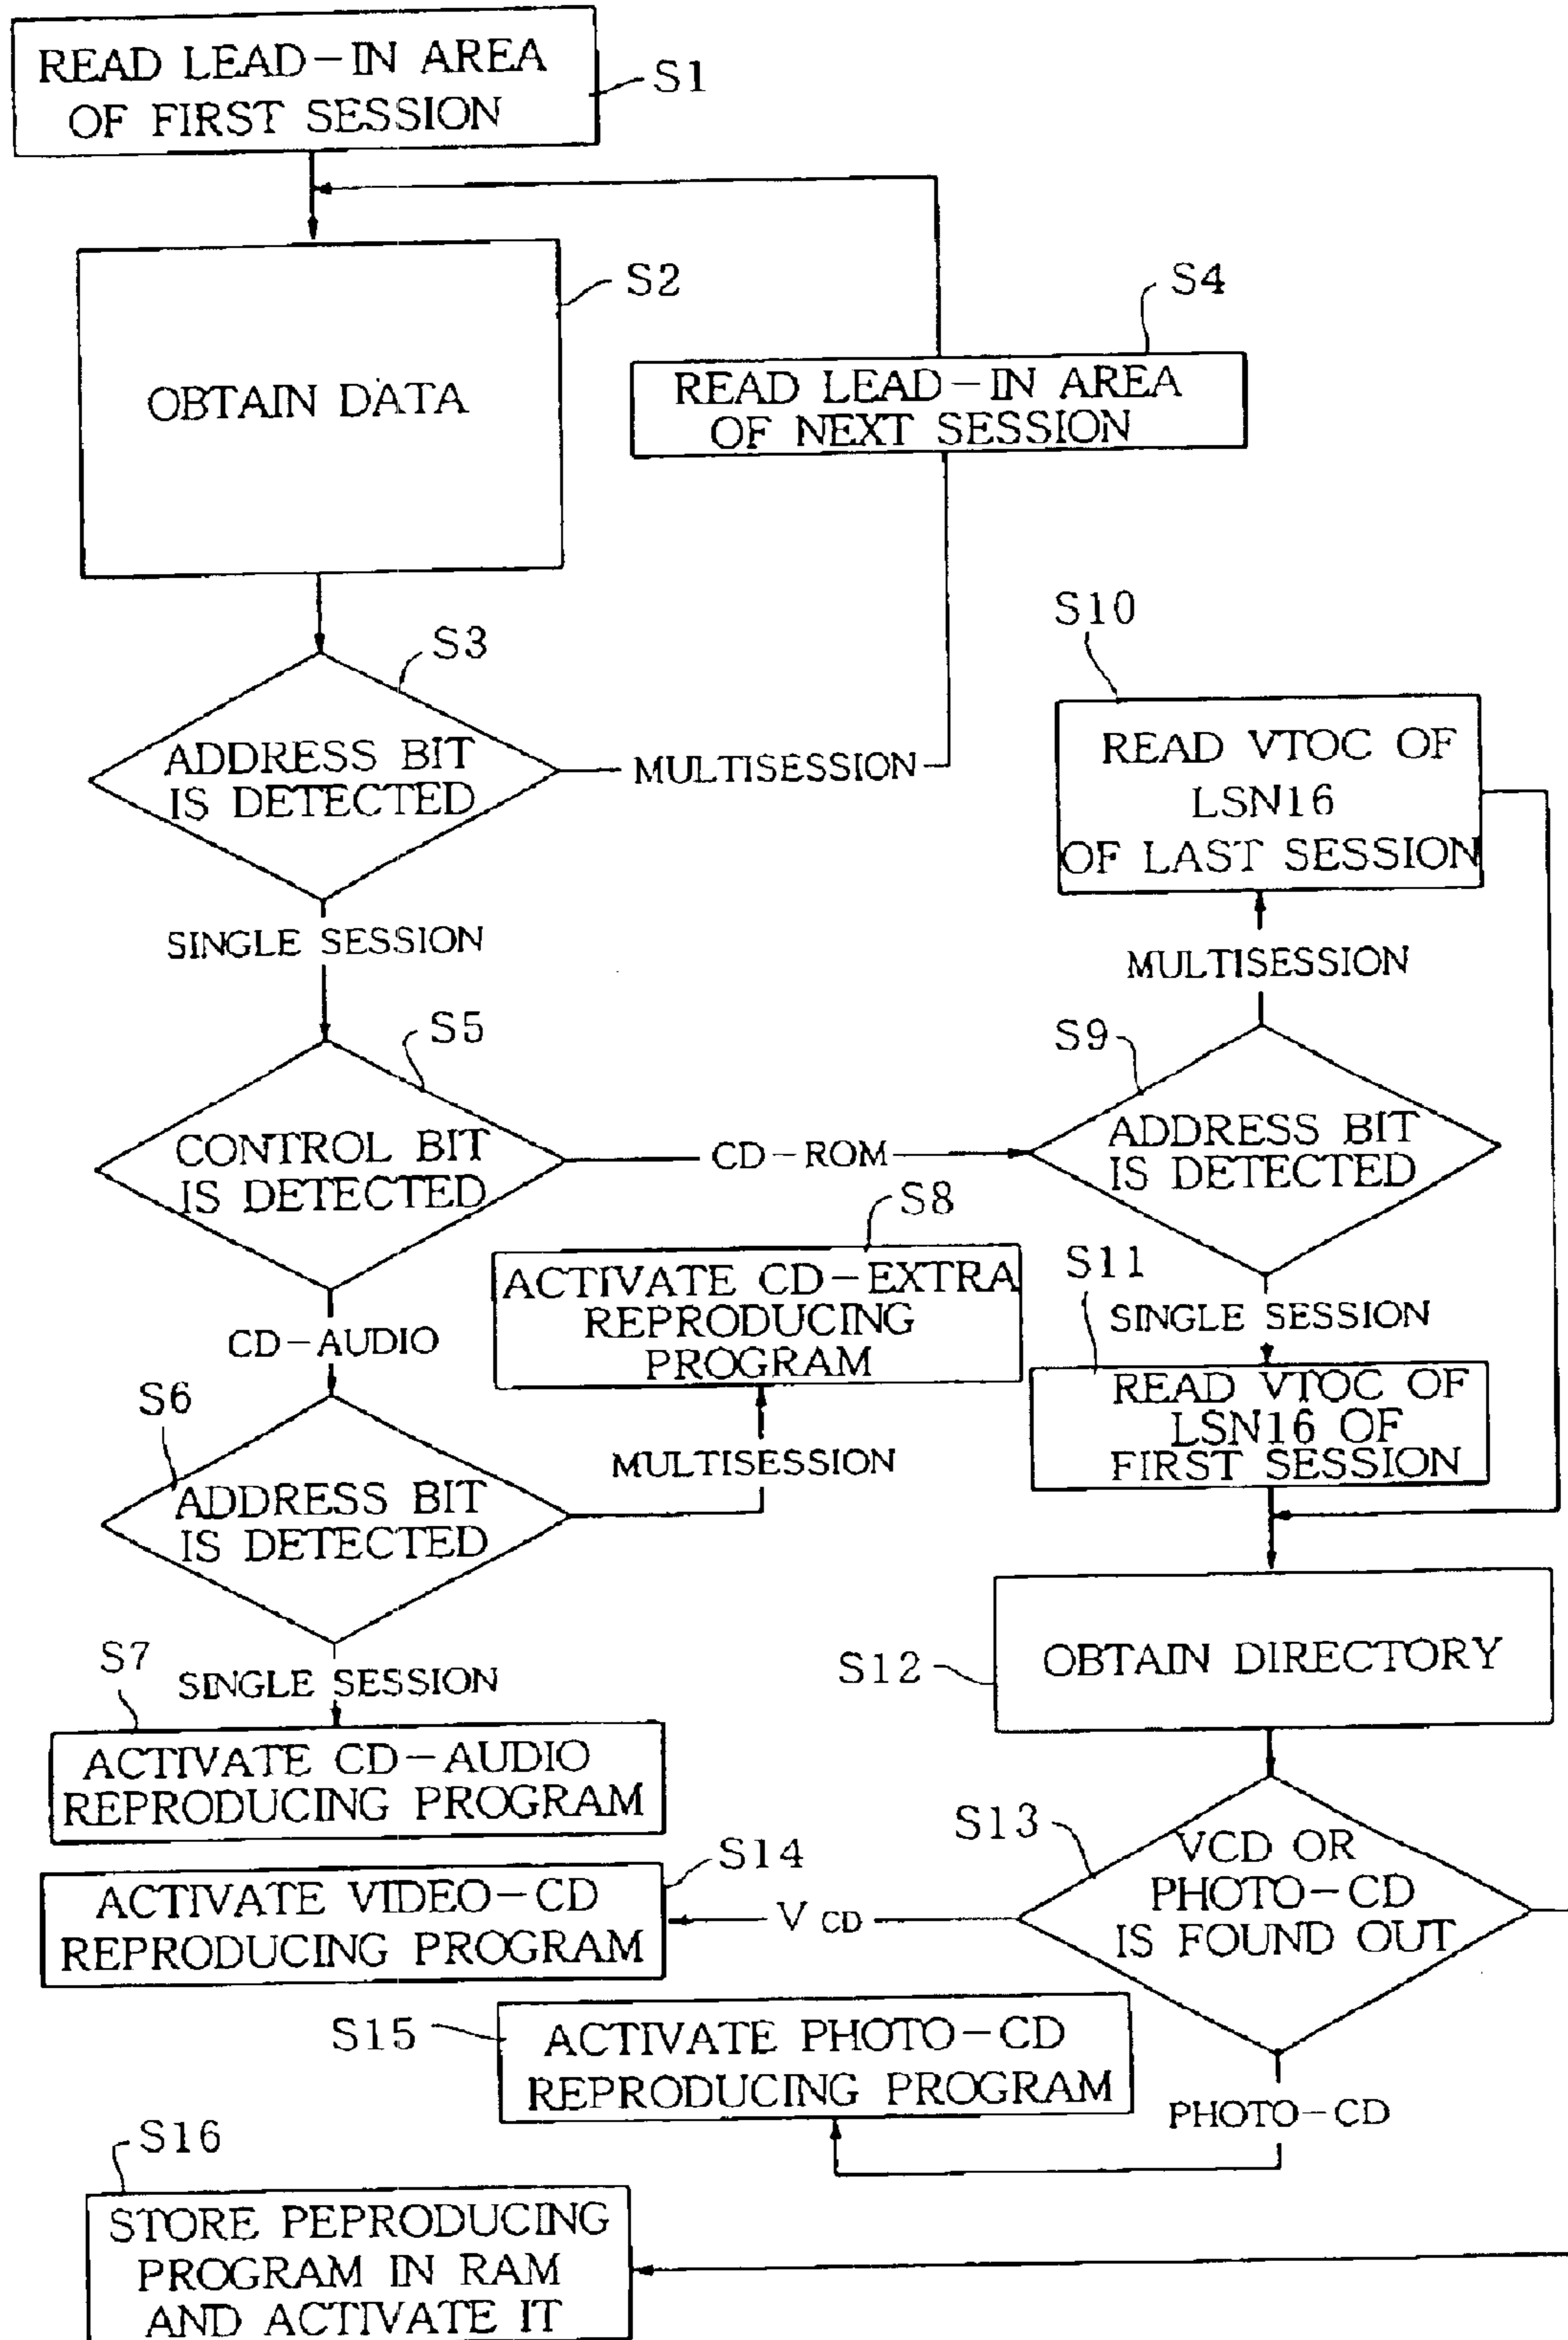 READ LEAD-IN AREA
OF FIRST SESSION
S1
OBTAIN DATA
S2
S4
READ LEAD-IN AREA
OF NEXT SESSION
S3
ADDRESS BIT
IS DETECTED
MULTISESSION
SINGLE SESSION
S10
READ VTOC OF
LSN16
OF LAST SESSION
MULTISESSION
S5
CONTROL BIT
IS DETECTED
CD-ROM
S9
ADDRESS BIT
IS DETECTED
S8
ACTIVATE CD-EXTRA
REPRODUCING
PROGRAM
CD-AUDIO
S11
SINGLE SESSION
READ VTOC OF
LSN16 OF
FIRST SESSION
S6
ADDRESS BIT
IS DETECTED
MULTISESSION
S7
SINGLE SESSION
ACTIVATE CD-AUDIO
REPRODUCING PROGRAM
S12
OBTAIN DIRECTORY
S13
VCD OR
PHOTO-CD
IS FOUND OUT
S14
ACTIVATE VIDEO-CD
REPRODUCING PROGRAM
V CD
S15
ACTIVATE PHOTO-CD
REPRODUCING PROGRAM
PHOTO-CD
S16
STORE PEPRODUCING
PROGRAM IN RAM
AND ACTIVATE IT